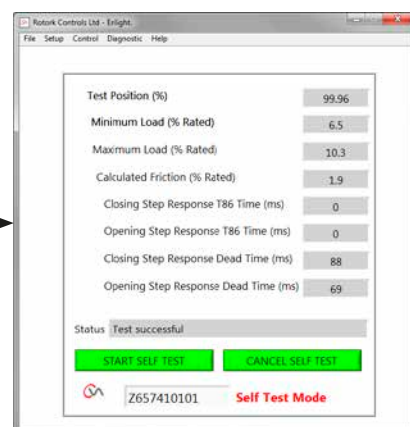 Rotork Controls Ltd - Enlight.
File Setup Control Diagnostic Help
Test Position (%) 99.96
Minimum Load (% Rated) 6.5
Maximum Load (% Rated) 10.3
Calculated Friction (% Rated) 1.9
Closing Step Response T86 Time (ms) 0
Opening Step Response T86 Time (ms) 0
Closing Step Response Dead Time (ms) 88
Opening Step Response Dead Time (ms) 69
Status Test successful
START SELF TEST CANCEL SELF TEST
Z657410101 Self Test Mode